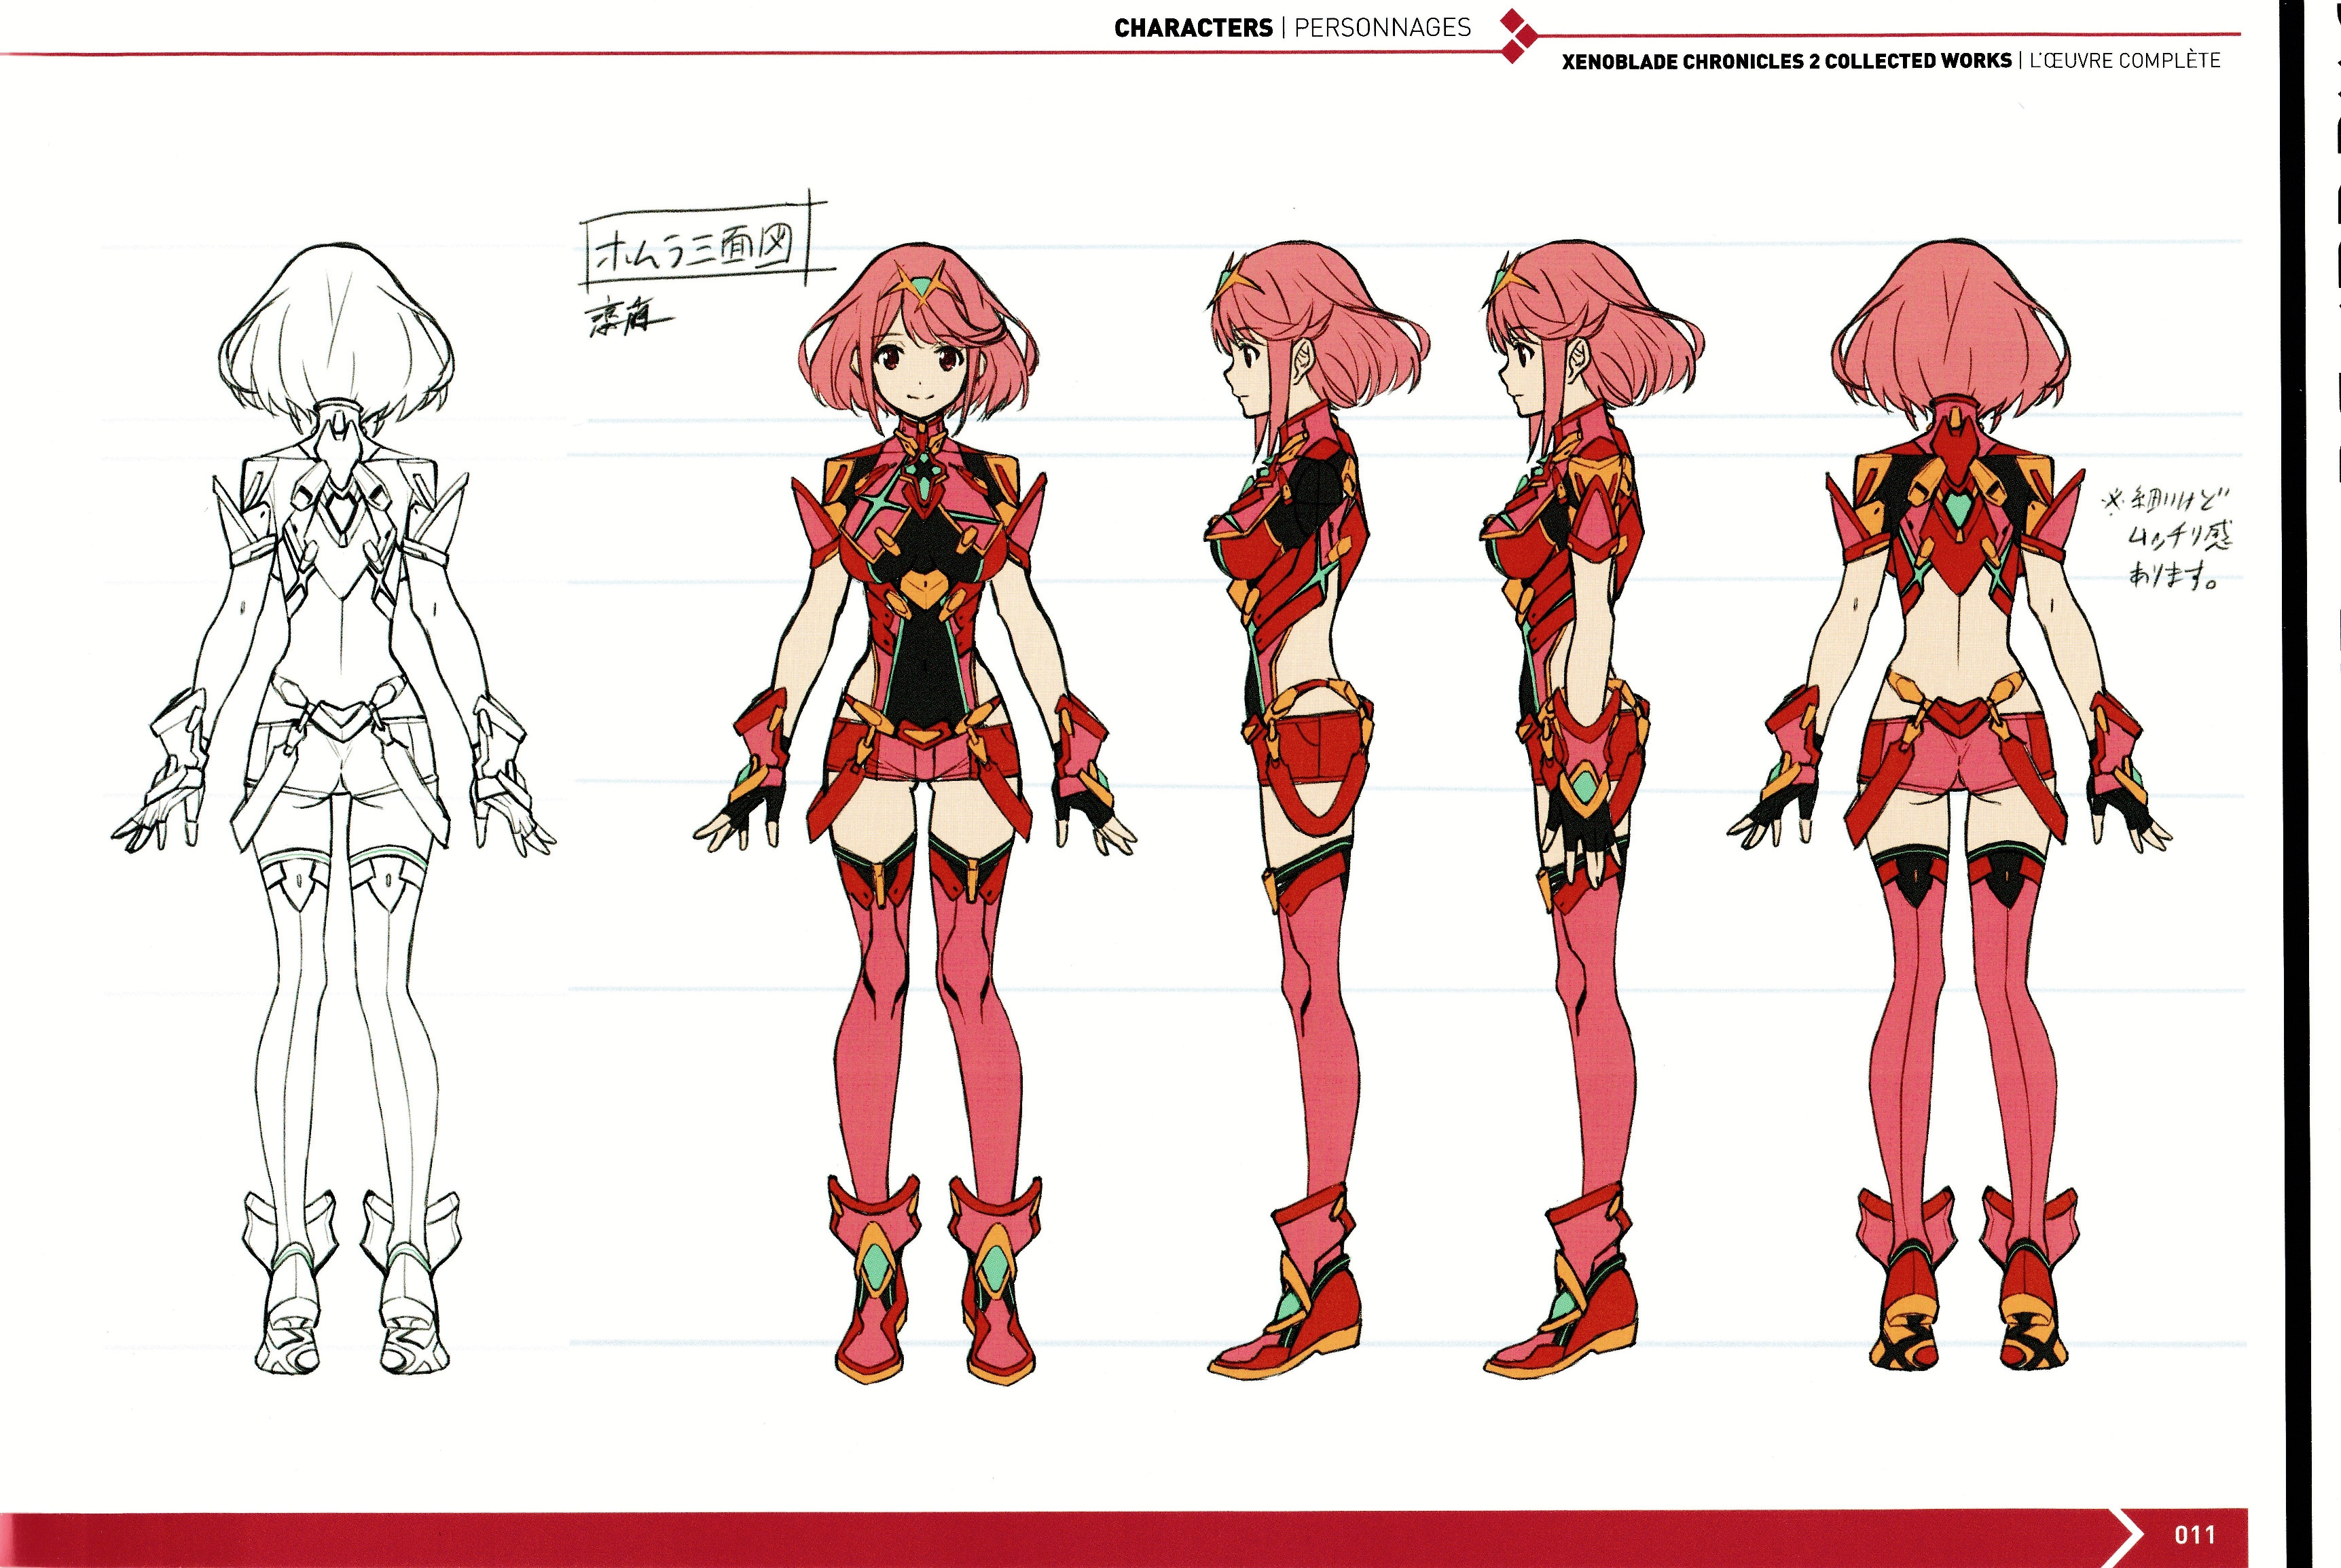 CHARACTERS | PERSONNAGES
XENOBLADE CHRONICLES 2 COLLECTED WORKS | L'ŒUVRE COMPLÈTE
ホムラ三面図
※細いけど
ムッチリ感
あります。
011